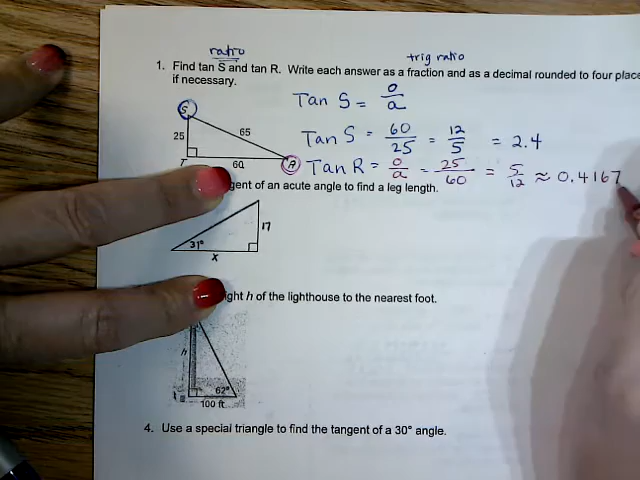 ratio
trig ratio
1. Find tan S and tan R. Write each answer as a fraction and as a decimal rounded to four place
if necessary.
Tan S = o/a
S
25
65
T
60
R
Tan S = 60/25 = 12/5 = 2.4
Tan R = o/a = 25/60 = 5/12 ≈ 0.4167
gent of an acute angle to find a leg length.
17
31°
x
ight h of the lighthouse to the nearest foot.
h
62°
100 ft
4. Use a special triangle to find the tangent of a 30° angle.